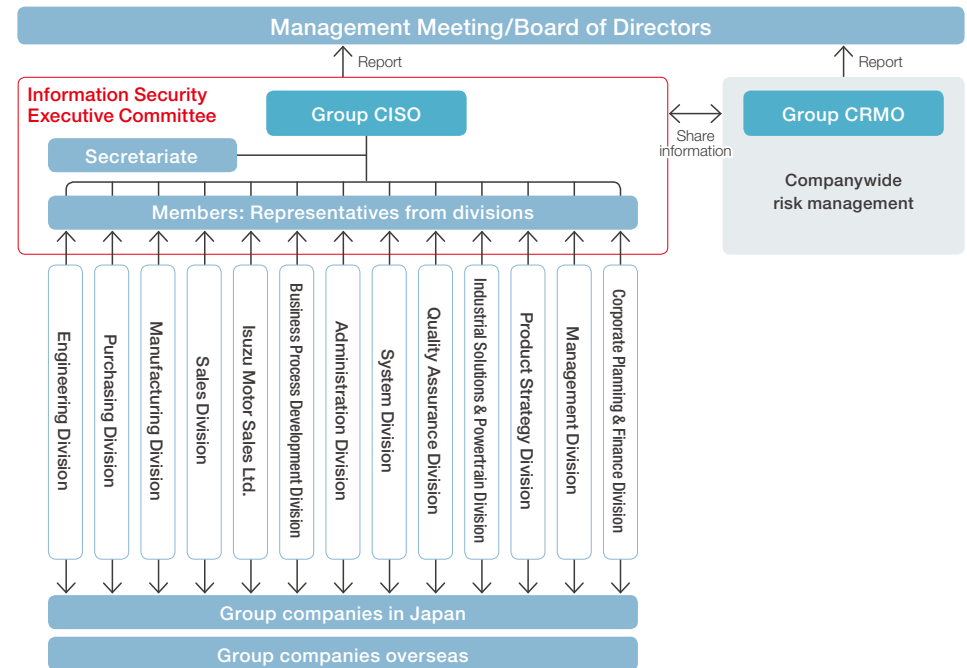 Management Meeting/Board of Directors
Report
Report
Information Security
Executive Committee
Group CISO
Group CRMO
Share
information
Secretariate
Companywide
risk management
Members: Representatives from divisions
Engineering Division
Purchasing Division
Manufacturing Division
Sales Division
Isuzu Motor Sales Ltd.
Business Process Development Division
Administration Division
System Division
Quality Assurance Division
Industrial Solutions & Powertrain Division
Product Strategy Division
Management Division
Corporate Planning & Finance Division
Group companies in Japan
Group companies overseas